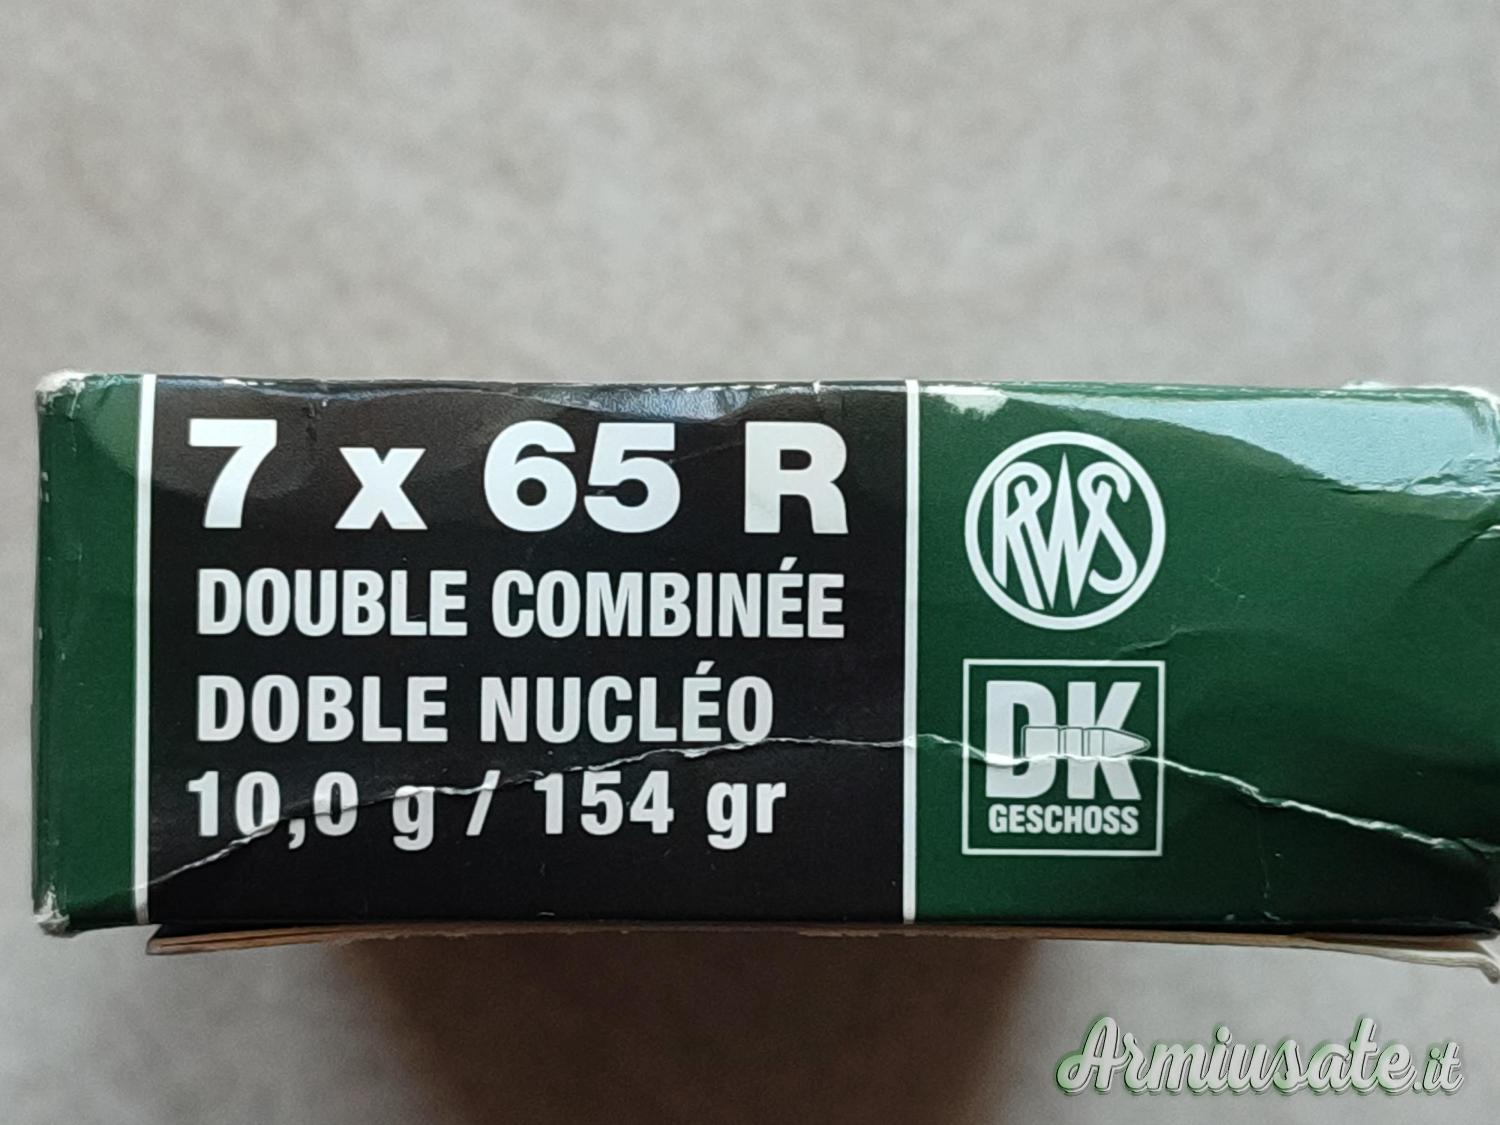 7 x 65 R
DOUBLE COMBINÉE
DOBLE NUCLÉO
10,0 g / 154 gr
RWS
DK
GESCHOSS
Armiusate.it